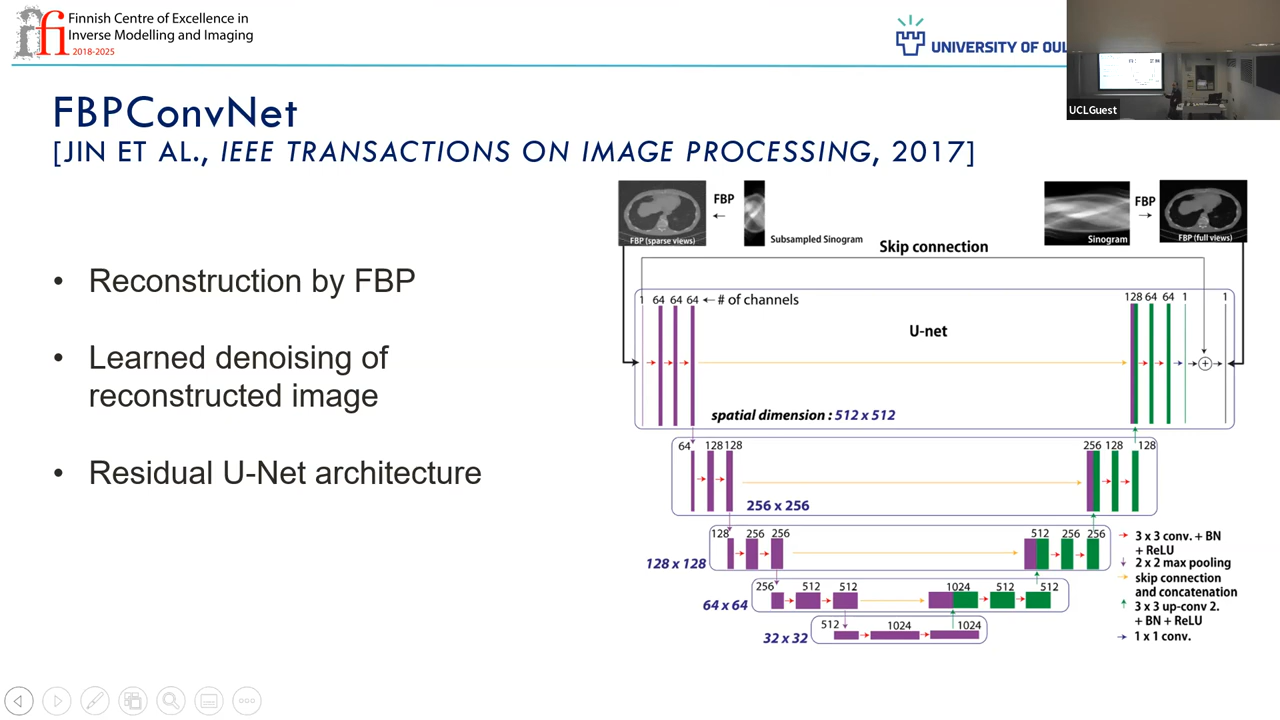 Finnish Centre of Excellence in
Inverse Modelling and Imaging
2018-2025
fi
UNIVERSITY OF OUL
UCLGuest
FBPConvNet
[JIN ET AL., IEEE TRANSACTIONS ON IMAGE PROCESSING, 2017]
• Reconstruction by FBP
• Learned denoising of
reconstructed image
• Residual U-Net architecture
FBP
FBP (sparse views)
Subsampled Sinogram
FBP
Sinogram
FBP (full views)
Skip connection
1 64 64 64 # of channels
128 64 64 1 1
U-net
spatial dimension : 512 x 512
64 128 128
256 128 128
256 x 256
128 256 256
512 256 256
128 x 128
256 512 512
1024 512 512
64 x 64
512 1024 1024
32 x 32
3 x 3 conv. + BN
+ ReLU
2 x 2 max pooling
skip connection
and concatenation
3 x 3 up-conv 2.
+ BN + ReLU
1 x 1 conv.